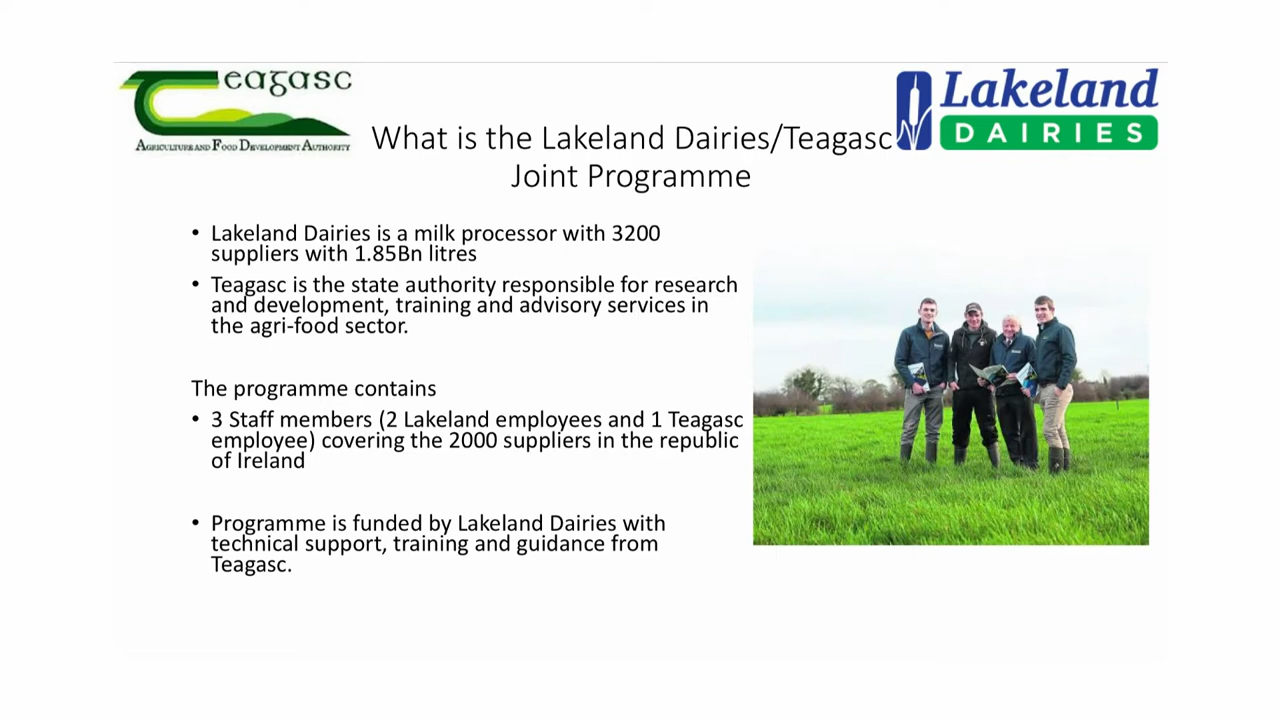 Teagasc
AGRICULTURE AND FOOD DEVELOPMENT AUTHORITY
Lakeland
DAIRIES
What is the Lakeland Dairies/Teagasc
Joint Programme
• Lakeland Dairies is a milk processor with 3200
suppliers with 1.85Bn litres
• Teagasc is the state authority responsible for research
and development, training and advisory services in
the agri-food sector.
The programme contains
• 3 Staff members (2 Lakeland employees and 1 Teagasc
employee) covering the 2000 suppliers in the republic
of Ireland
• Programme is funded by Lakeland Dairies with
technical support, training and guidance from
Teagasc.